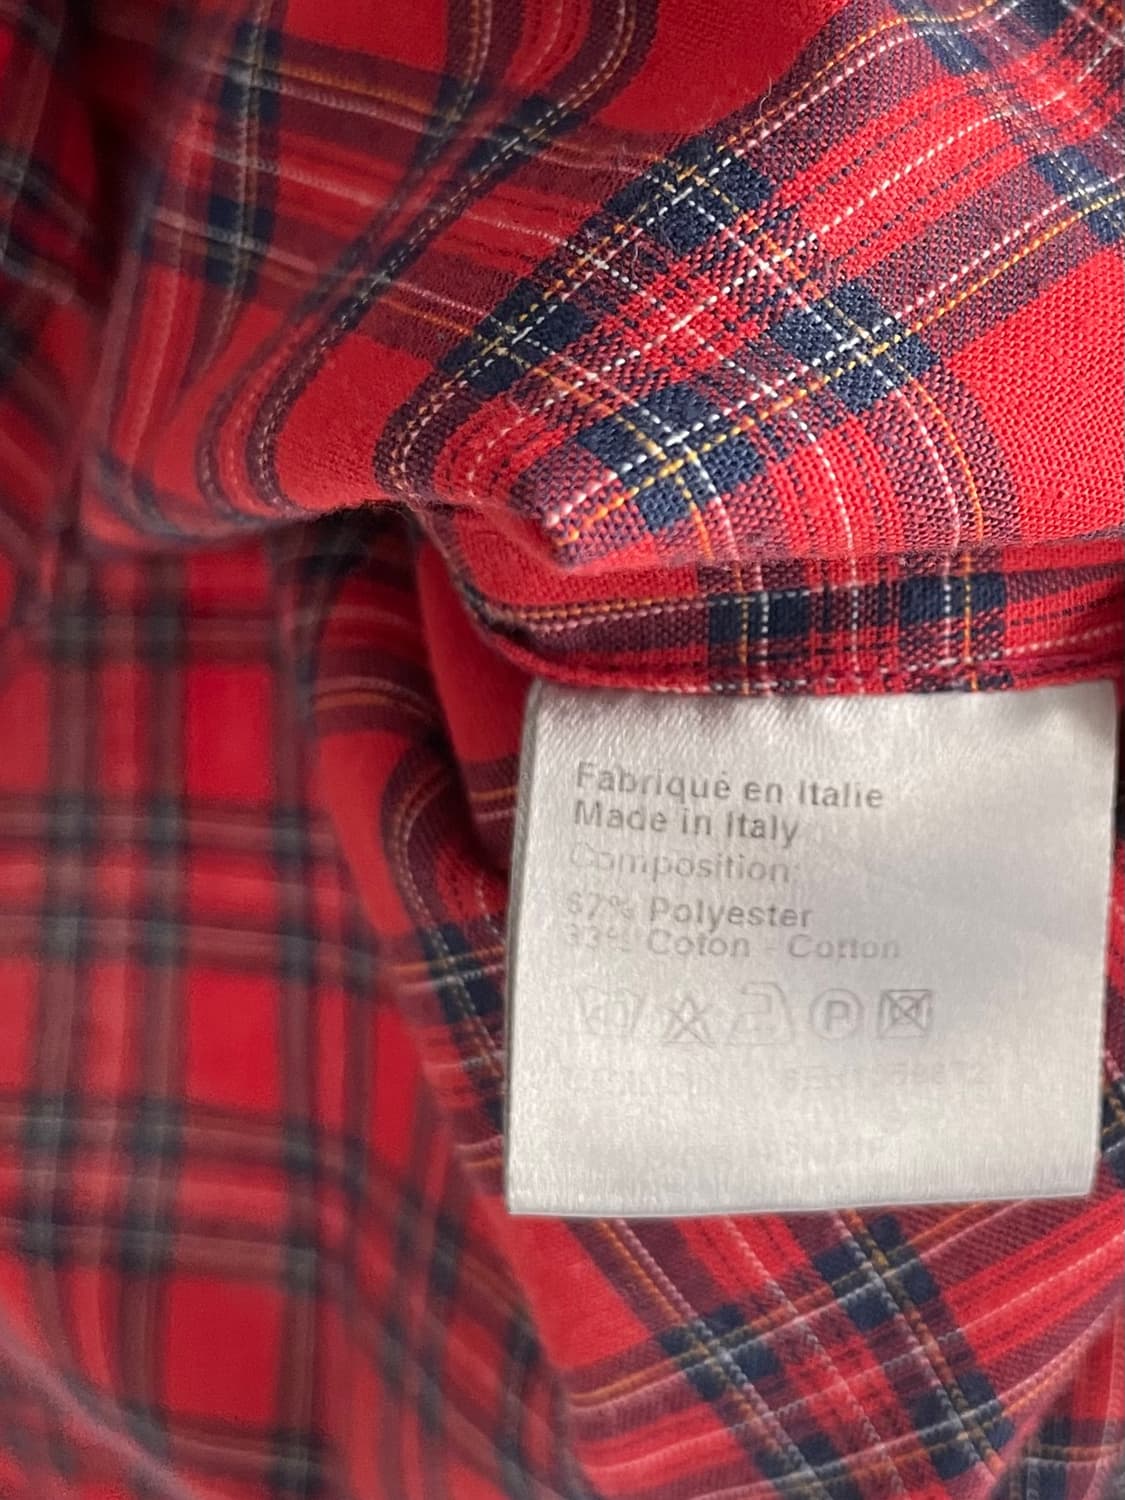 Fabriqué en Italie
Made in Italy
Composition:
67% Polyester
33% Coton - Cotton
P